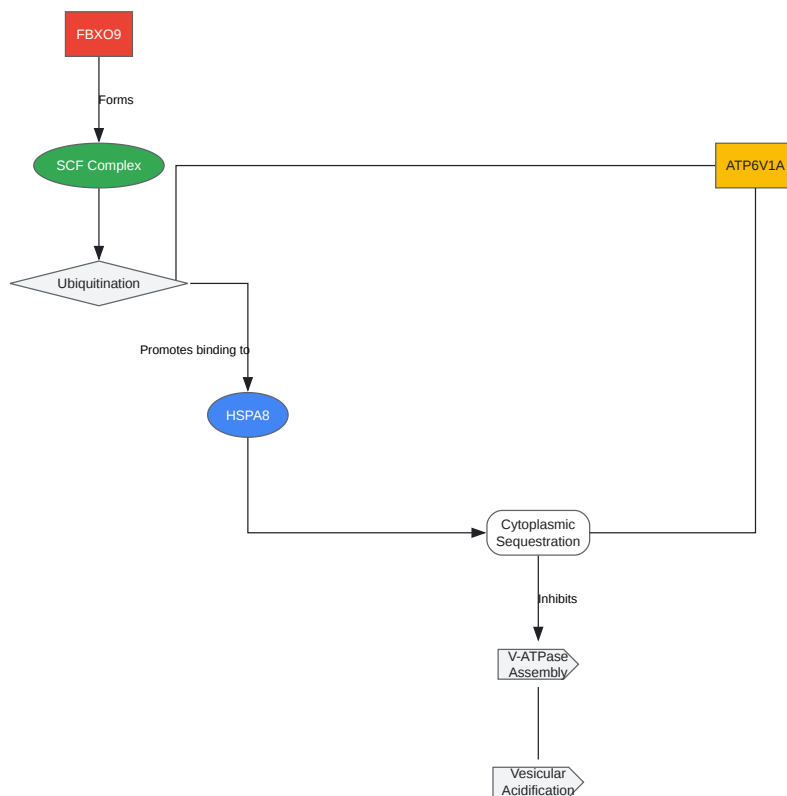 FBXO9
Forms
SCF Complex
ATP6V1A
Ubiquitination
Promotes binding to
HSPA8
Cytoplasmic
Sequestration
Inhibits
V-ATPase
Assembly
Vesicular
Acidification